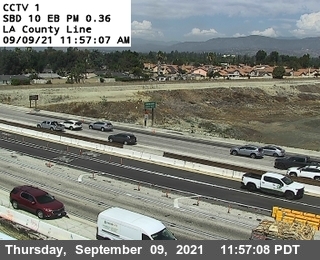 CCTV 1
SBD 10 EB PM 0.36
LA County Line
09/09/21 11:57:07 AM
Thursday, September 09, 2021 11:57:08 PDT